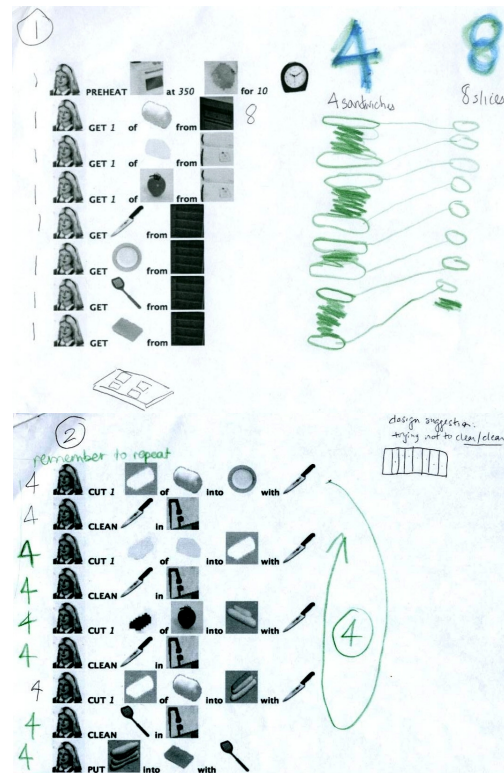 1
4
8
PREHEAT at 350 for 10
GET 1 of from
8
4 sandwiches
8 slices
GET 1 of from
GET 1 of from
GET from
GET from
GET from
GET from
2
design suggestion:
trying not to clean/clean
remember to repeat
4 CUT 1 of into with
4 CLEAN in
4 CUT 1 of into with
4 CLEAN in
4 CUT 1 of into with
4
4 CLEAN in
4 CUT 1 of into with
4 CLEAN in
4 PUT into with